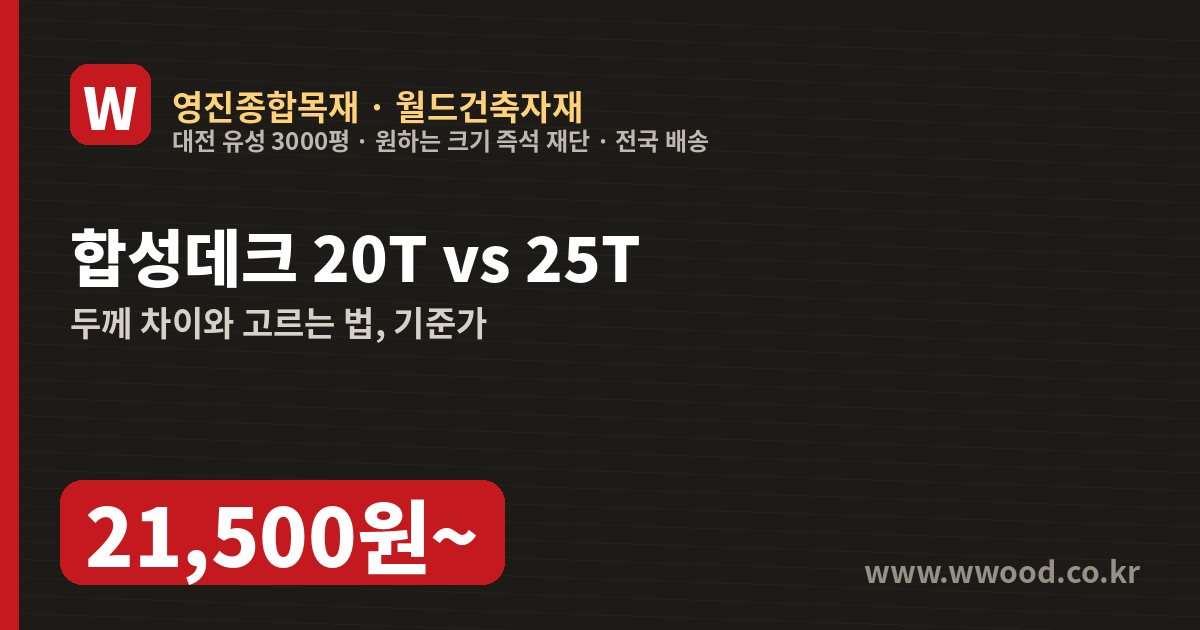 W
영진종합목재 · 월드건축자재
대전 유성 3000평 · 원하는 크기 즉석 재단 · 전국 배송
합성데크 20T vs 25T
두께 차이와 고르는 법, 기준가
21,500원~
www.wwood.co.kr